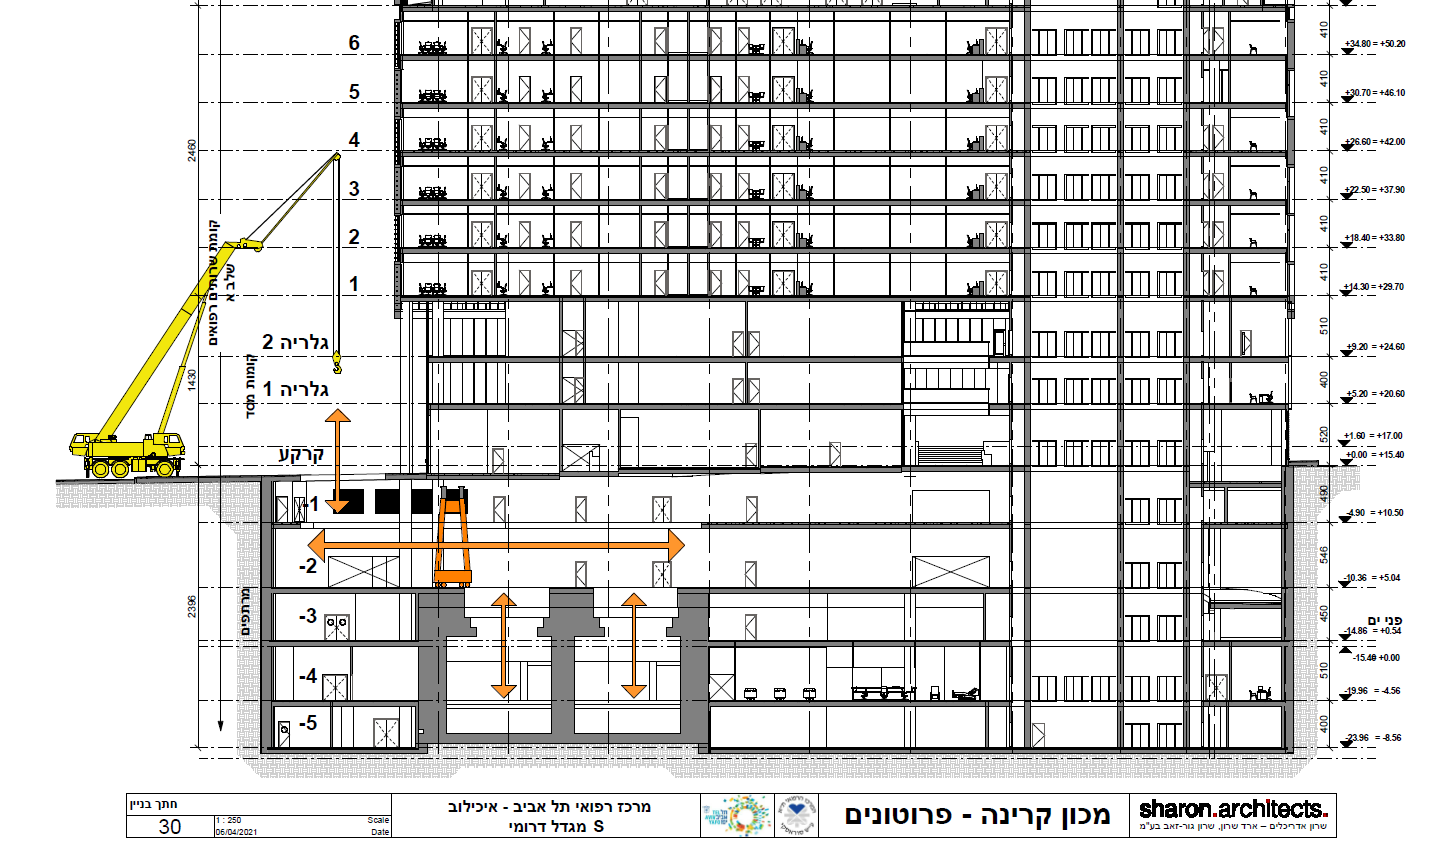 6
5
4
3
2
1
גלריה 2
גלריה 1
קרקע
-1
-2
-3
-4
-5
2460
1430
2396
קומת שרותים רפואים
שלב א
קומות מסד
מרתפים
410
410
410
410
410
410
510
400
520
490
546
450
510
400
+34.80 = +50.20
+30.70 = +46.10
+26.60 = +42.00
+22.50 = +37.90
+18.40 = +33.80
+14.30 = +29.70
+9.20 = +24.60
+5.20 = +20.60
+1.60 = +17.00
+0.00 = +15.40
-4.90 = +10.50
-10.36 = +5.04
פני ים
-14.86 = +0.54
-15.40 +0.00
-19.96 = -4.56
-23.96 = -8.56
חתך בניין
30
1 : 250 Scale
06/04/2021 Date
מרכז רפואי תל אביב - איכילוב
S מגדל דרומי
מכון קרינה - פרוטונים
sharon.architects.
שרון אדריכלים – ארד שרון, שרון גור-זאב בע"מ